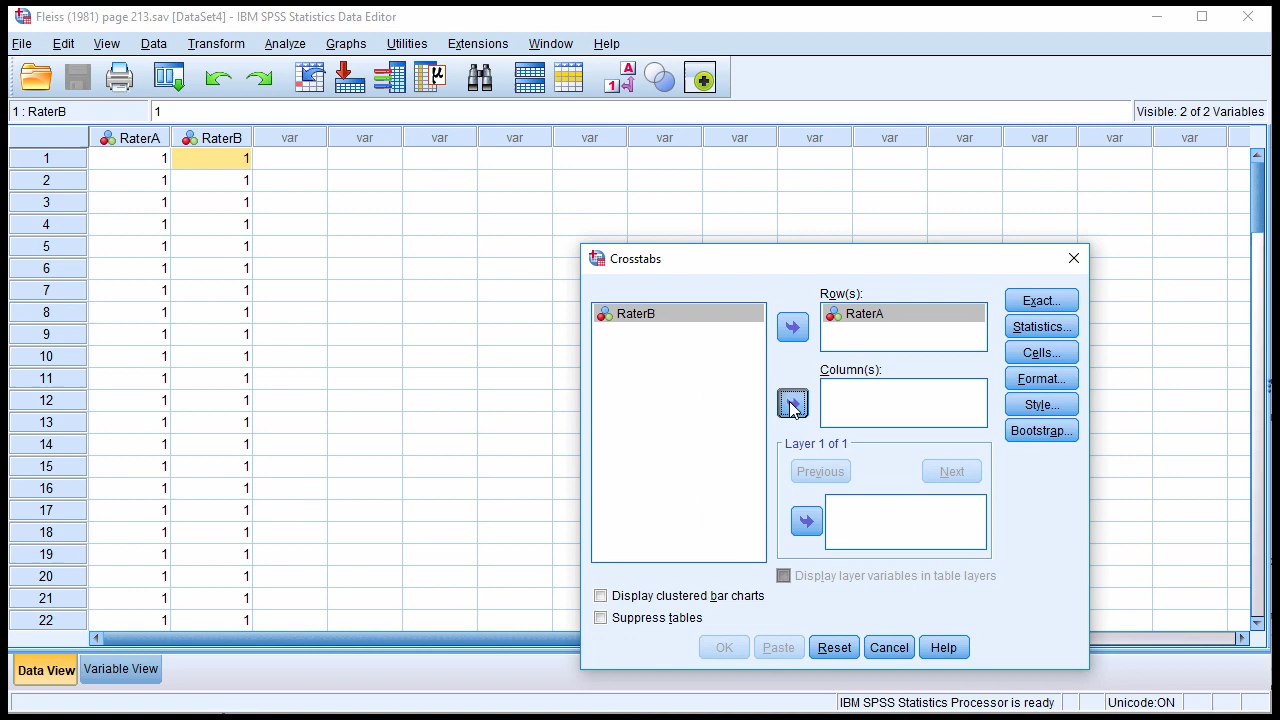 Fleiss (1981) page 213.sav [DataSet4] - IBM SPSS Statistics Data Editor
File Edit View Data Transform Analyze Graphs Utilities Extensions Window Help
1 : RaterB 1 Visible: 2 of 2 Variables
RaterA RaterB var var var var var var var var var var var var var
1 1 1
2 1 1
3 1 1
4 1 1
5 1 1
6 1 1
7 1 1
8 1 1
9 1 1
10 1 1
11 1 1
12 1 1
13 1 1
14 1 1
15 1 1
16 1 1
17 1 1
18 1 1
19 1 1
20 1 1
21 1 1
22 1 1
Crosstabs
RaterB
Row(s):
RaterA
Column(s):
Layer 1 of 1
Previous Next
Display layer variables in table layers
Exact...
Statistics...
Cells...
Format...
Style...
Bootstrap...
Display clustered bar charts
Suppress tables
OK Paste Reset Cancel Help
Data View Variable View
IBM SPSS Statistics Processor is ready Unicode:ON